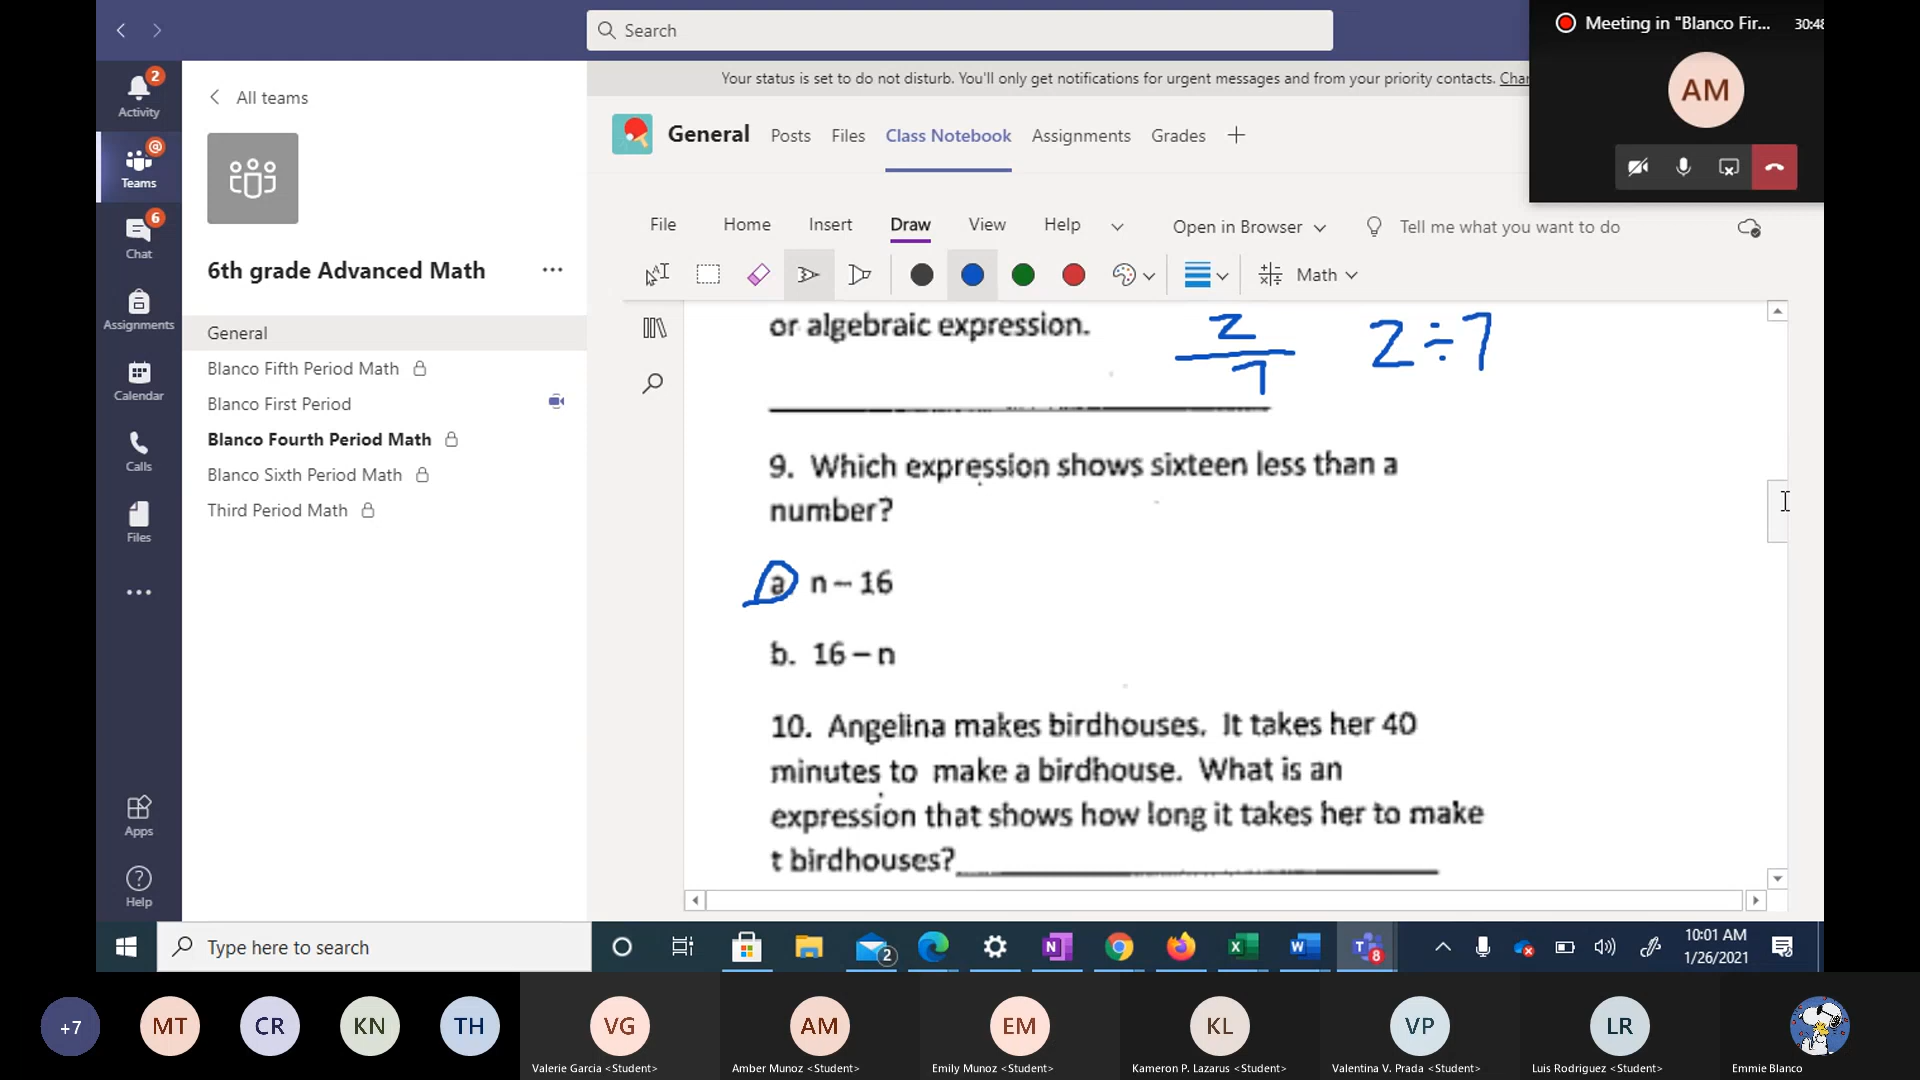 Search
Meeting in "Blanco Fir...
30:48
AM
Your status is set to do not disturb. You'll only get notifications for urgent messages and from your priority contacts.
2
Activity
Teams
6
Chat
Assignments
Calendar
Calls
Files
Apps
Help
All teams
6th grade Advanced Math
General
Blanco Fifth Period Math
Blanco First Period
Blanco Fourth Period Math
Blanco Sixth Period Math
Third Period Math
General Posts Files Class Notebook Assignments Grades
File Home Insert Draw View Help Open in Browser Tell me what you want to do
Math
or algebraic expression.
2
7
2÷7
9. Which expression shows sixteen less than a
number?
a n – 16
b. 16 – n
10. Angelina makes birdhouses. It takes her 40
minutes to make a birdhouse. What is an
expression that shows how long it takes her to make
t birdhouses?
Type here to search
2
8
10:01 AM
1/26/2021
+7 MT CR KN TH VG AM EM KL VP LR
Valerie Garcia <Student> Amber Munoz <Student> Emily Munoz <Student> Kameron P. Lazarus <Student> Valentina V. Prada <Student> Luis Rodriguez <Student> Emmie Blanco